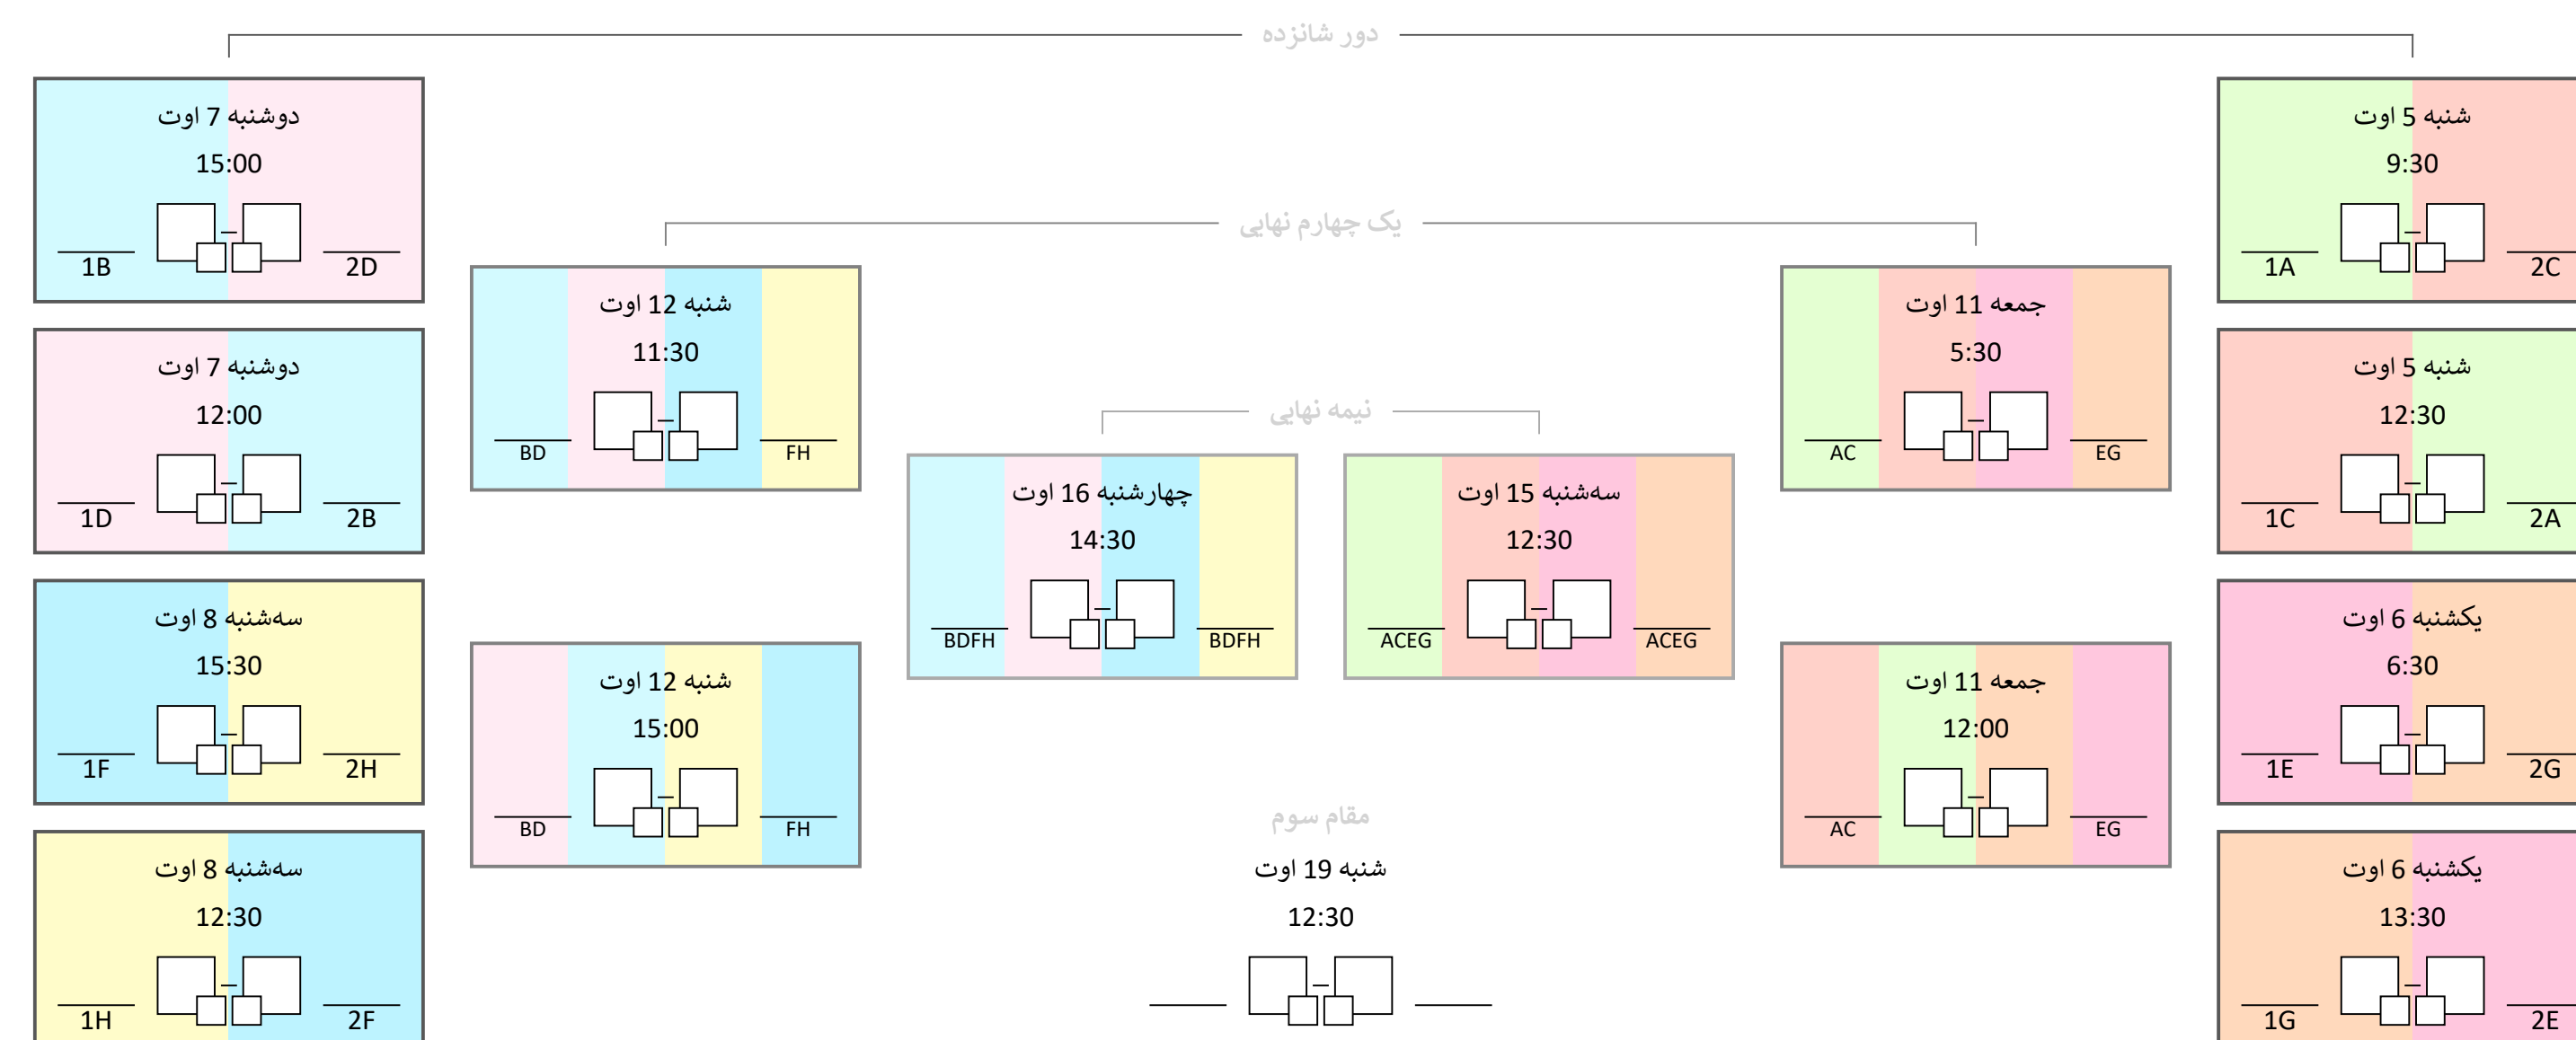 دور شانزده
دوشنبه 7 اوت
15:00
1B – 2D
دوشنبه 7 اوت
12:00
1D – 2B
سه‌شنبه 8 اوت
15:30
1F – 2H
سه‌شنبه 8 اوت
12:30
1H – 2F
یک چهارم نهایی
شنبه 12 اوت
11:30
BD – FH
شنبه 12 اوت
15:00
BD – FH
نیمه نهایی
چهارشنبه 16 اوت
14:30
BDFH – BDFH
سه‌شنبه 15 اوت
12:30
ACEG – ACEG
مقام سوم
شنبه 19 اوت
12:30
–
جمعه 11 اوت
5:30
AC – EG
جمعه 11 اوت
12:00
AC – EG
شنبه 5 اوت
9:30
1A – 2C
شنبه 5 اوت
12:30
1C – 2A
یکشنبه 6 اوت
6:30
1E – 2G
یکشنبه 6 اوت
13:30
1G – 2E